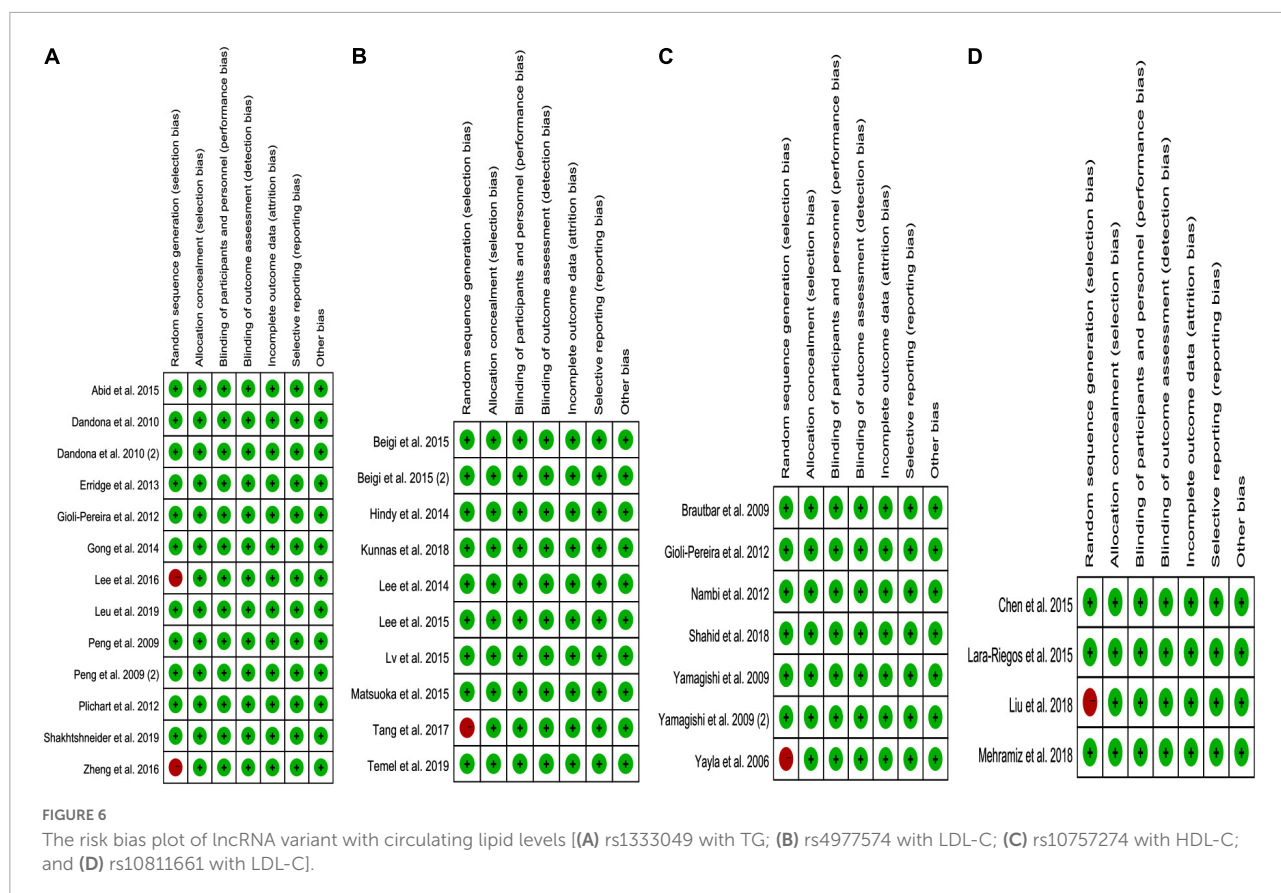 A
Random sequence generation (selection bias)
Allocation concealment (selection bias)
Blinding of participants and personnel (performance bias)
Blinding of outcome assessment (detection bias)
Incomplete outcome data (attrition bias)
Selective reporting (reporting bias)
Other bias
Abid et al. 2015
Dandona et al. 2010
Dandona et al. 2010 (2)
Erridge et al. 2013
Gioli-Pereira et al. 2012
Gong et al. 2014
Lee et al. 2016
Leu et al. 2019
Peng et al. 2009
Peng et al. 2009 (2)
Plichart et al. 2012
Shakhtshneider et al. 2019
Zheng et al. 2016
B
Random sequence generation (selection bias)
Allocation concealment (selection bias)
Blinding of participants and personnel (performance bias)
Blinding of outcome assessment (detection bias)
Incomplete outcome data (attrition bias)
Selective reporting (reporting bias)
Other bias
Beigi et al. 2015
Beigi et al. 2015 (2)
Hindy et al. 2014
Kunnas et al. 2018
Lee et al. 2014
Lee et al. 2015
Lv et al. 2015
Matsuoka et al. 2015
Tang et al. 2017
Temel et al. 2019
C
Random sequence generation (selection bias)
Allocation concealment (selection bias)
Blinding of participants and personnel (performance bias)
Blinding of outcome assessment (detection bias)
Incomplete outcome data (attrition bias)
Selective reporting (reporting bias)
Other bias
Brautbar et al. 2009
Gioli-Pereira et al. 2012
Nambi et al. 2012
Shahid et al. 2018
Yamagishi et al. 2009
Yamagishi et al. 2009 (2)
Yayla et al. 2006
D
Random sequence generation (selection bias)
Allocation concealment (selection bias)
Blinding of participants and personnel (performance bias)
Blinding of outcome assessment (detection bias)
Incomplete outcome data (attrition bias)
Selective reporting (reporting bias)
Other bias
Chen et al. 2015
Lara-Riegos et al. 2015
Liu et al. 2018
Mehramiz et al. 2018
FIGURE 6
The risk bias plot of lncRNA variant with circulating lipid levels [(A) rs1333049 with TG; (B) rs4977574 with LDL-C; (C) rs10757274 with HDL-C;
and (D) rs10811661 with LDL-C].